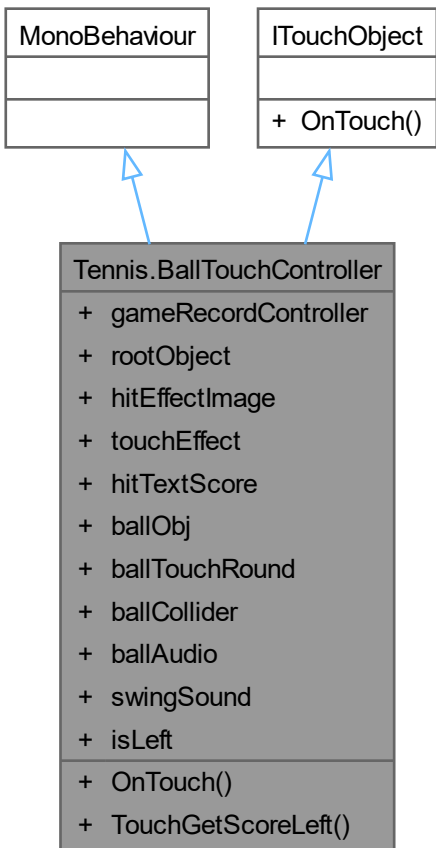 MonoBehaviour
ITouchObject
+ OnTouch()
Tennis.BallTouchController
+ gameRecordController
+ rootObject
+ hitEffectImage
+ touchEffect
+ hitTextScore
+ ballObj
+ ballTouchRound
+ ballCollider
+ ballAudio
+ swingSound
+ isLeft
+ OnTouch()
+ TouchGetScoreLeft()